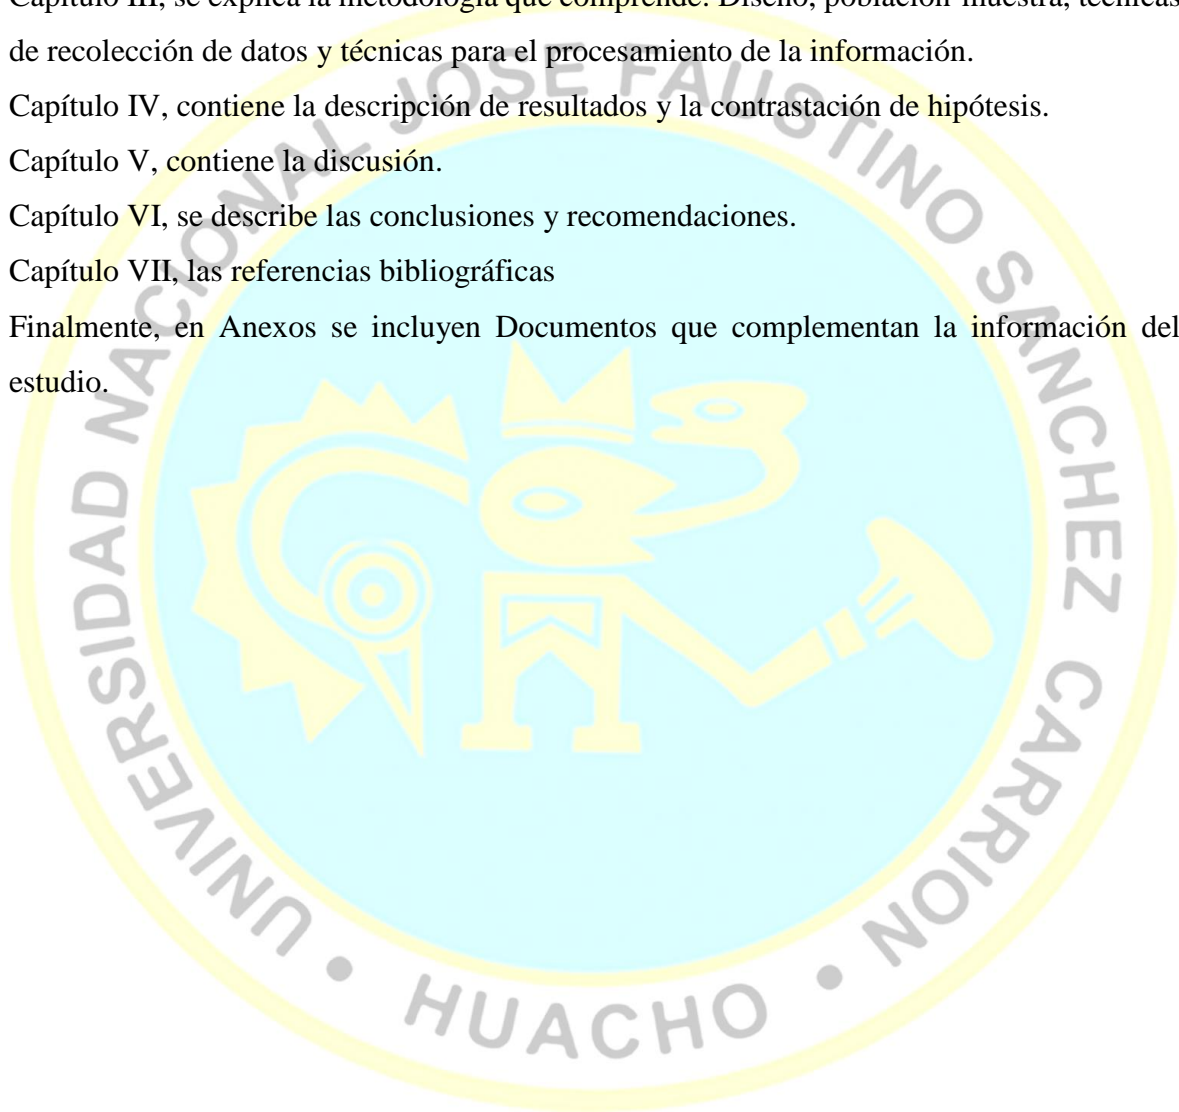 Capítulo III, se explica la metodología que comprende: Diseño, población-muestra, técnicas
de recolección de datos y técnicas para el procesamiento de la información.
Capítulo IV, contiene la descripción de resultados y la contrastación de hipótesis.
Capítulo V, contiene la discusión.
Capítulo VI, se describe las conclusiones y recomendaciones.
Capítulo VII, las referencias bibliográficas
Finalmente, en Anexos se incluyen Documentos que complementan la información del
estudio.
UNIVERSIDAD NACIONAL JOSE FAUSTINO SANCHEZ CARRION
• HUACHO •